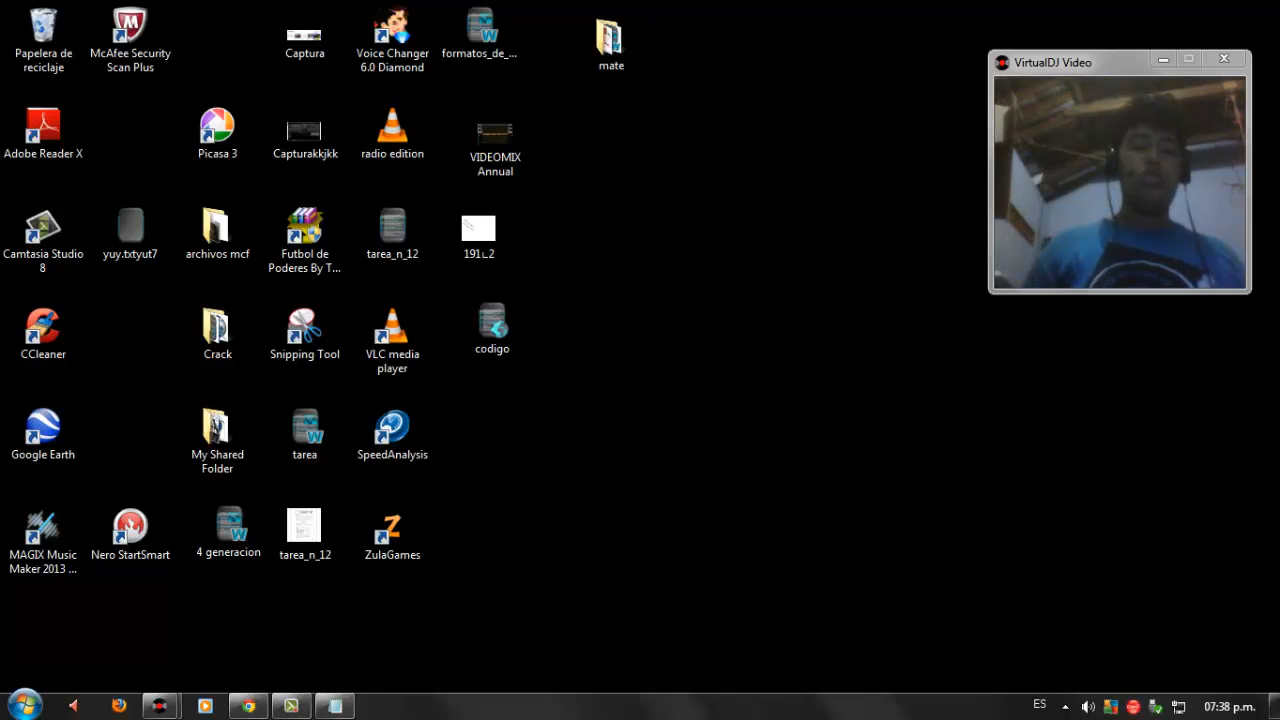 Papelera de
reciclaje
McAfee Security
Scan Plus
Captura
Voice Changer
6.0 Diamond
formatos_de_...
mate
VirtualDJ Video
Adobe Reader X
Picasa 3
Capturakkjkk
radio edition
VIDEOMIX
Annual
Camtasia Studio
8
yuy.txtyut7
archivos mcf
Futbol de
Poderes By T...
tarea_n_12
CCleaner
Crack
Snipping Tool
VLC media
player
codigo
Google Earth
My Shared
Folder
tarea
SpeedAnalysis
MAGIX Music
Maker 2013 ...
Nero StartSmart
4 generacion
tarea_n_12
ZulaGames
ES
07:38 p.m.